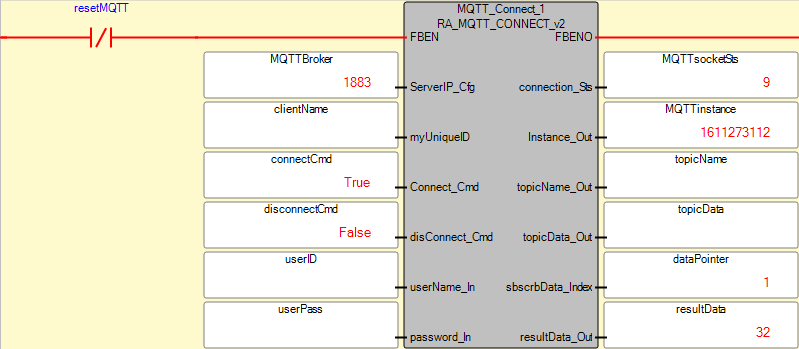 resetMQTT
MQTT_Connect_1
RA_MQTT_CONNECT_v2
FBEN FBENO
MQTTBroker
1883
ServerIP_Cfg connection_Sts
MQTTsocketSts
9
clientName
myUniqueID Instance_Out
MQTTinstance
1611273112
connectCmd
True
Connect_Cmd topicName_Out
topicName
disconnectCmd
False
disConnect_Cmd topicData_Out
topicData
userID
userName_In sbscrbData_Index
dataPointer
1
userPass
password_In resultData_Out
resultData
32